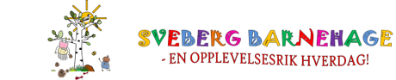 SVEBERG BARNEHAGE
- EN OPPLEVELSESRIK HVERDAG!